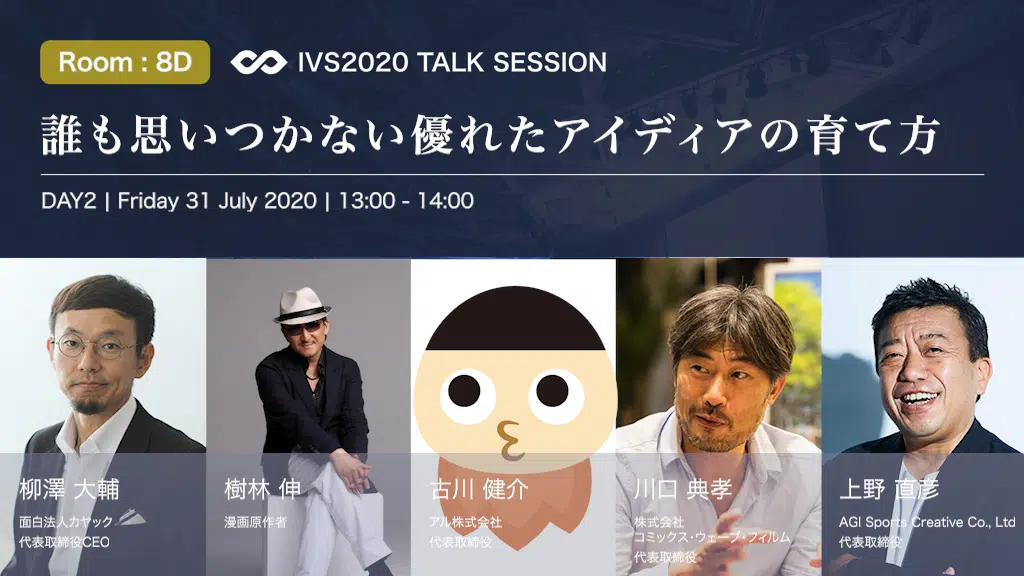 Room : 8D
IVS2020 TALK SESSION
誰も思いつかない優れたアイディアの育て方
DAY2 | Friday 31 July 2020 | 13:00 - 14:00
柳澤 大輔
面白法人カヤック
代表取締役CEO
樹林 伸
漫画原作者
古川 健介
アル株式会社
代表取締役
川口 典孝
株式会社
コミックス・ウェーブ・フィルム
代表取締役
上野 直彦
AGI Sports Creative Co., Ltd
代表取締役